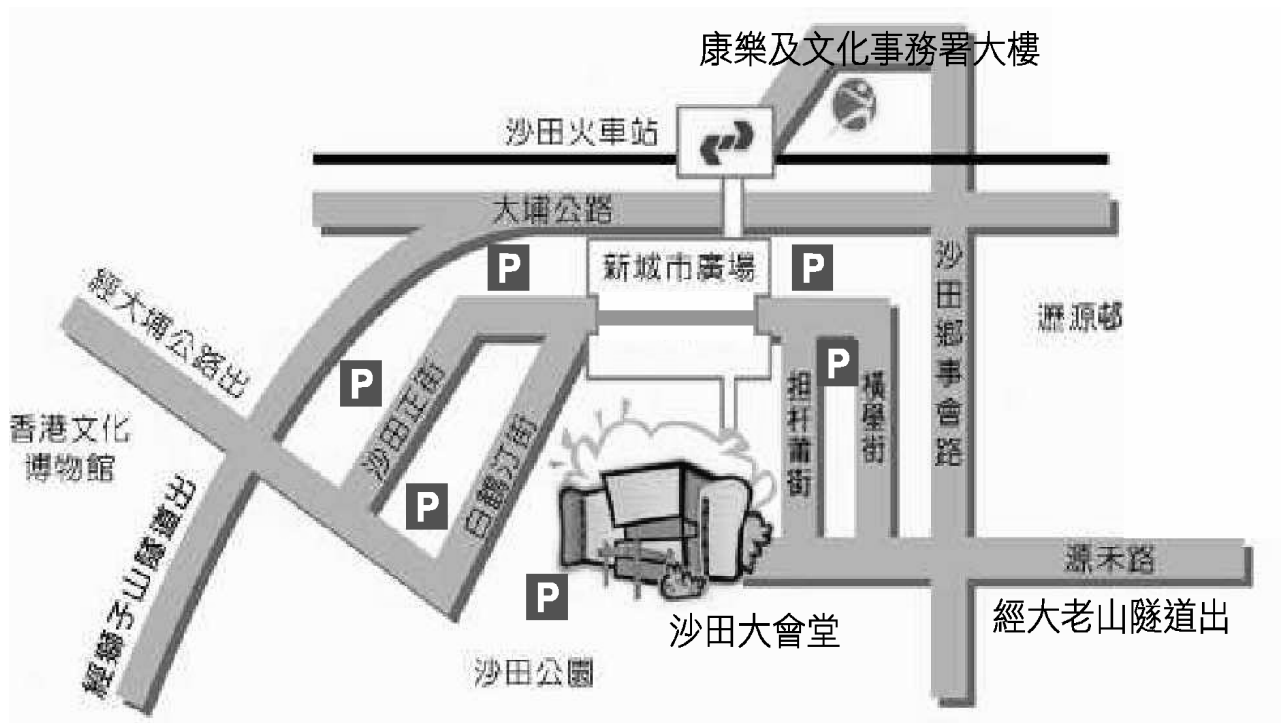 康樂及文化事務署大樓
沙田火車站
大埔公路
P
新城市廣場
P
沙田鄉事會路
瀝源邨
經大埔公路出
P
沙田正街
P
橫壆街
担杆莆街
香港文化
博物館
白鶴汀街
P
經獅子山隧道出
P
源禾路
沙田大會堂
經大老山隧道出
沙田公園